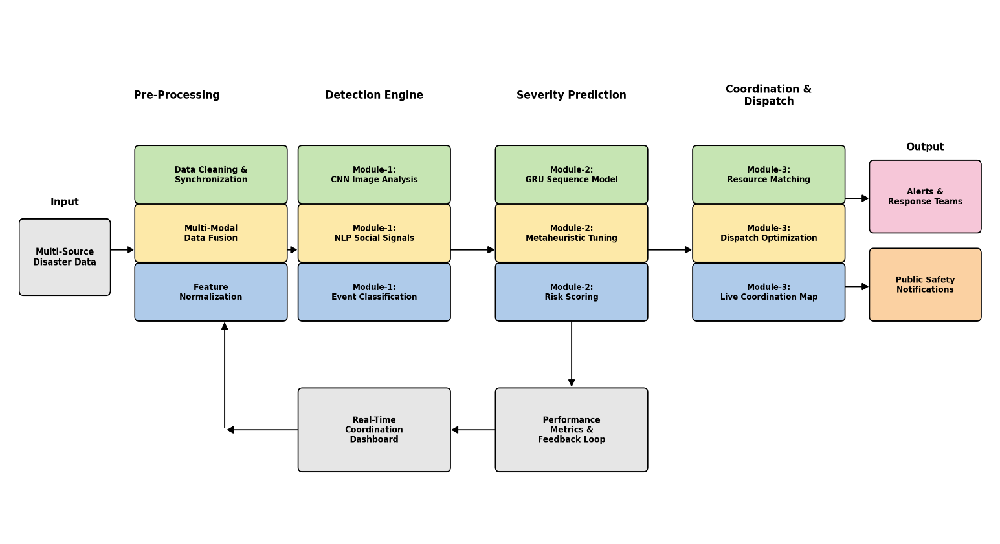 Pre-Processing
Detection Engine
Severity Prediction
Coordination &
Dispatch
Input
Multi-Source
Disaster Data
Data Cleaning &
Synchronization
Multi-Modal
Data Fusion
Feature
Normalization
Module-1:
CNN Image Analysis
Module-1:
NLP Social Signals
Module-1:
Event Classification
Module-2:
GRU Sequence Model
Module-2:
Metaheuristic Tuning
Module-2:
Risk Scoring
Module-3:
Resource Matching
Module-3:
Dispatch Optimization
Module-3:
Live Coordination Map
Output
Alerts &
Response Teams
Public Safety
Notifications
Real-Time
Coordination
Dashboard
Performance
Metrics &
Feedback Loop